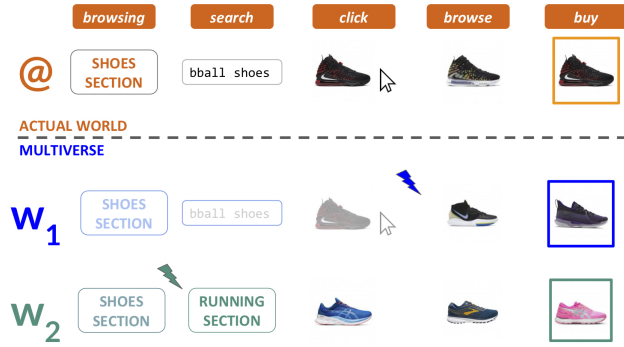 browsing search click browse buy
@ SHOES
SECTION
bball shoes
ACTUAL WORLD
MULTIVERSE
W1
SHOES
SECTION
bball shoes
W2
SHOES
SECTION
RUNNING
SECTION